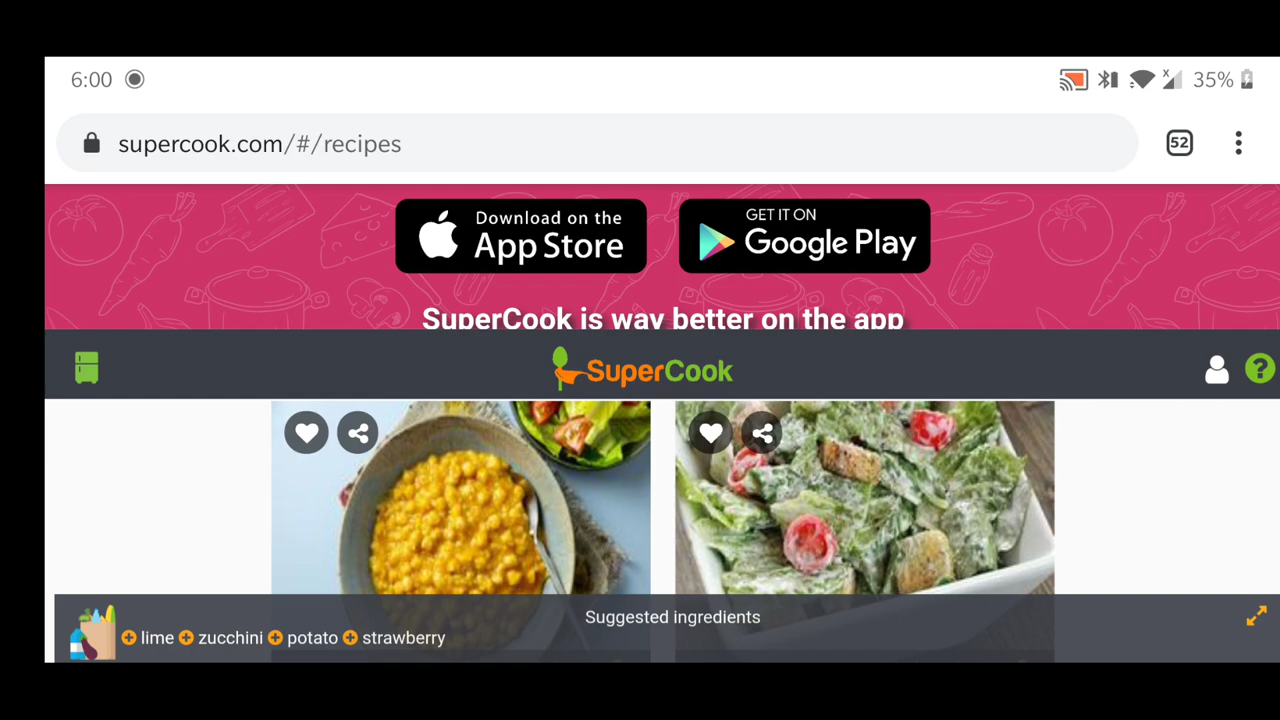 6:00
35%
supercook.com/#/recipes
52
Download on the
App Store
GET IT ON
Google Play
SuperCook is way better on the app
SuperCook
?
Suggested ingredients
lime zucchini potato strawberry